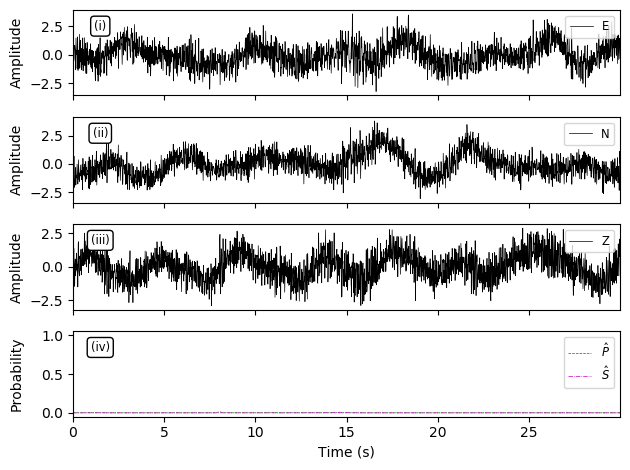 (i)
E
2.5
0.0
−2.5
Amplitude
(ii)
N
2.5
0.0
−2.5
Amplitude
(iii)
Z
2.5
0.0
−2.5
Amplitude
(iv)
P̂
Ŝ
1.0
0.5
0.0
Probability
0 5 10 15 20 25
Time (s)